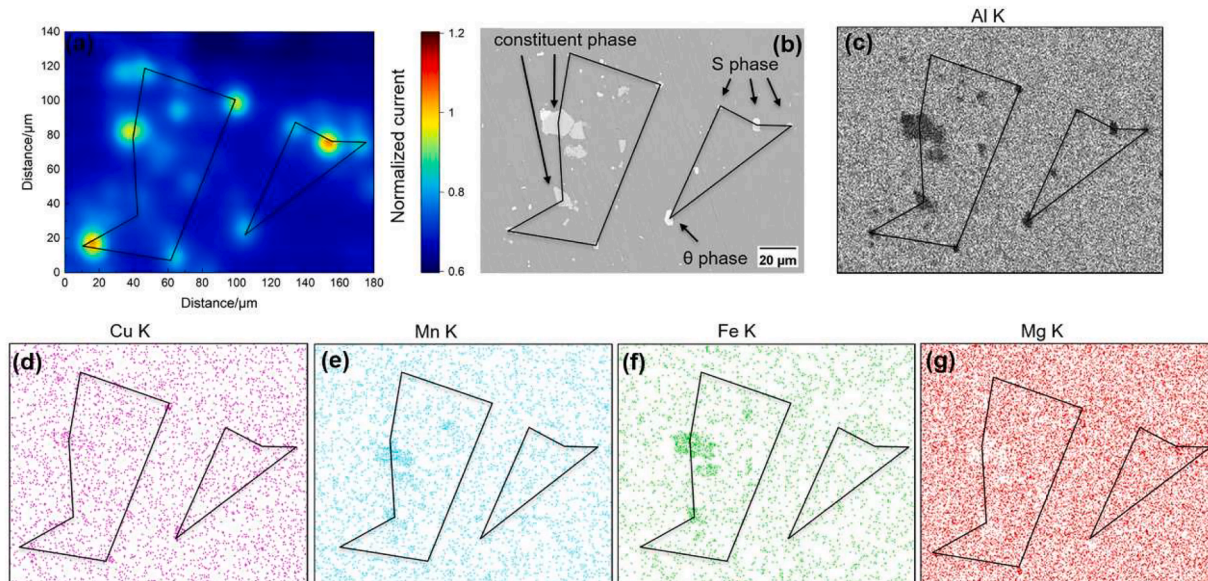 (a)
140
120
100
80
60
40
20
0
Distance/µm
0 20 40 60 80 100 120 140 160 180
Distance/µm
1.2
1
0.8
0.6
Normalized current
constituent phase
(b)
S phase
θ phase
20 µm
Al K
(c)
Cu K
(d)
Mn K
(e)
Fe K
(f)
Mg K
(g)